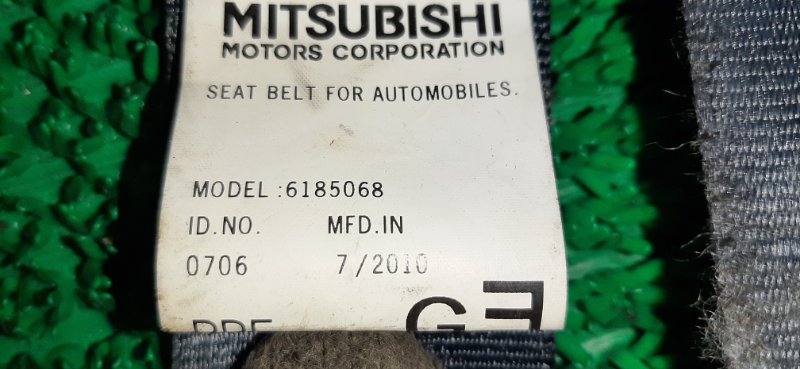 MITSUBISHI
MOTORS CORPORATION
SEAT BELT FOR AUTOMOBILES.
MODEL :6185068
ID.NO. MFD.IN
0706 7/2010
G